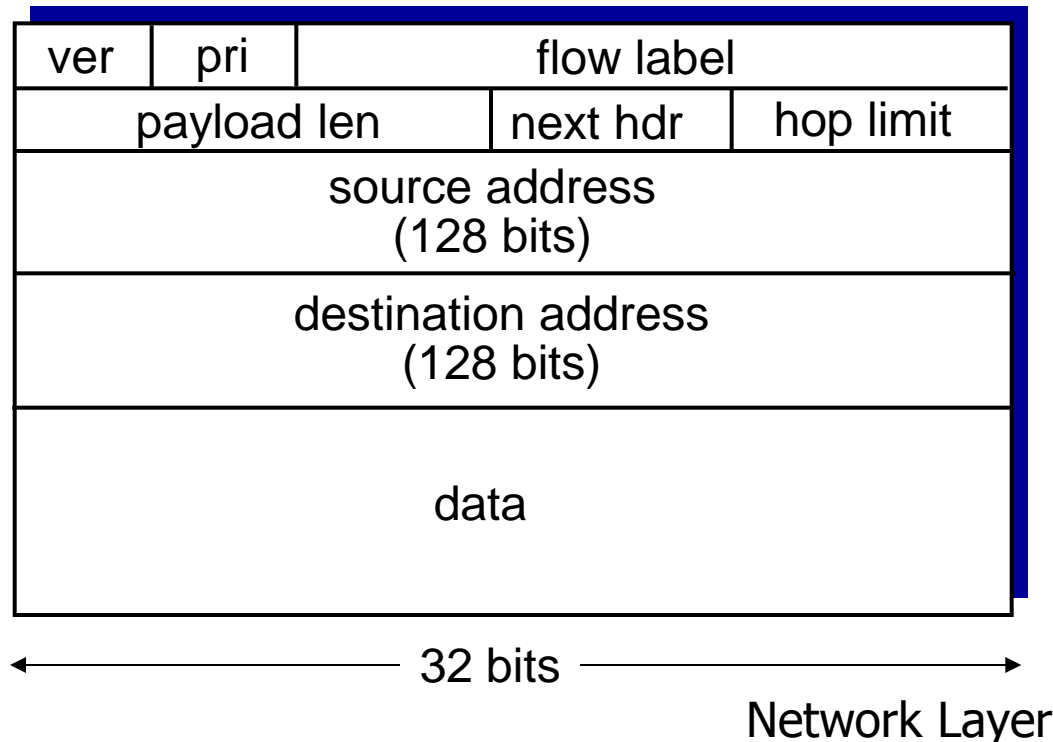 ver pri flow label
payload len next hdr hop limit
source address
(128 bits)
destination address
(128 bits)
data
32 bits
Network Layer